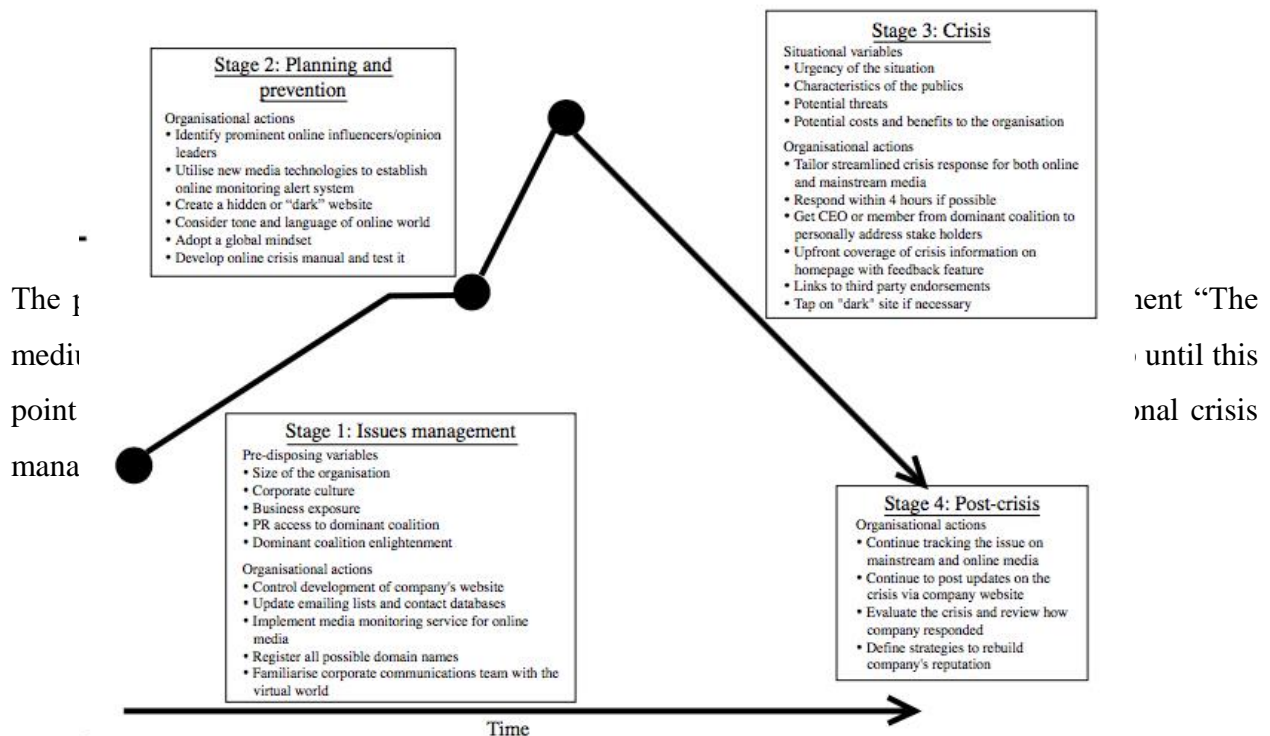 Stage 2: Planning and
prevention
Organisational actions
• Identify prominent online influencers/opinion
leaders
• Utilise new media technologies to establish
online monitoring alert system
• Create a hidden or “dark” website
• Consider tone and language of online world
• Adopt a global mindset
• Develop online crisis manual and test it
Stage 3: Crisis
Situational variables
• Urgency of the situation
• Characteristics of the publics
• Potential threats
• Potential costs and benefits to the organisation
Organisational actions
• Tailor streamlined crisis response for both online
and mainstream media
• Respond within 4 hours if possible
• Get CEO or member from dominant coalition to
personally address stake holders
• Upfront coverage of crisis information on
homepage with feedback feature
• Links to third party endorsements
• Tap on "dark" site if necessary
The “The
until this
point
crisis
Stage 1: Issues management
Pre-disposing variables
• Size of the organisation
• Corporate culture
• Business exposure
• PR access to dominant coalition
• Dominant coalition enlightenment
Organisational actions
• Control development of company's website
• Update emailing lists and contact databases
• Implement media monitoring service for online
media
• Register all possible domain names
• Familiarise corporate communications team with the
virtual world
Stage 4: Post-crisis
Organisational actions
• Continue tracking the issue on
mainstream and online media
• Continue to post updates on the
crisis via company website
• Evaluate the crisis and review how
company responded
• Define strategies to rebuild
company's reputation
Time